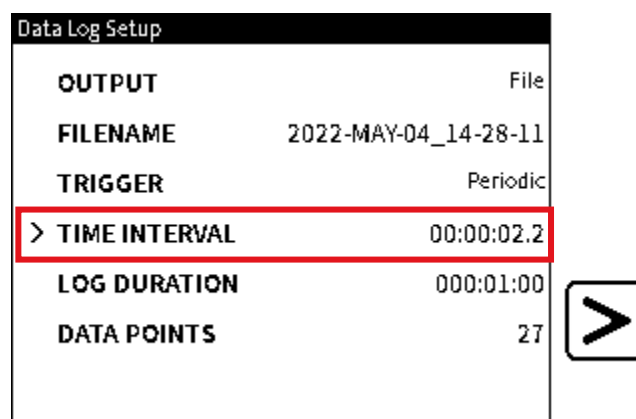 Data Log Setup
OUTPUT File
FILENAME 2022-MAY-04_14-28-11
TRIGGER Periodic
> TIME INTERVAL 00:00:02.2
LOG DURATION 000:01:00
DATA POINTS 27
>